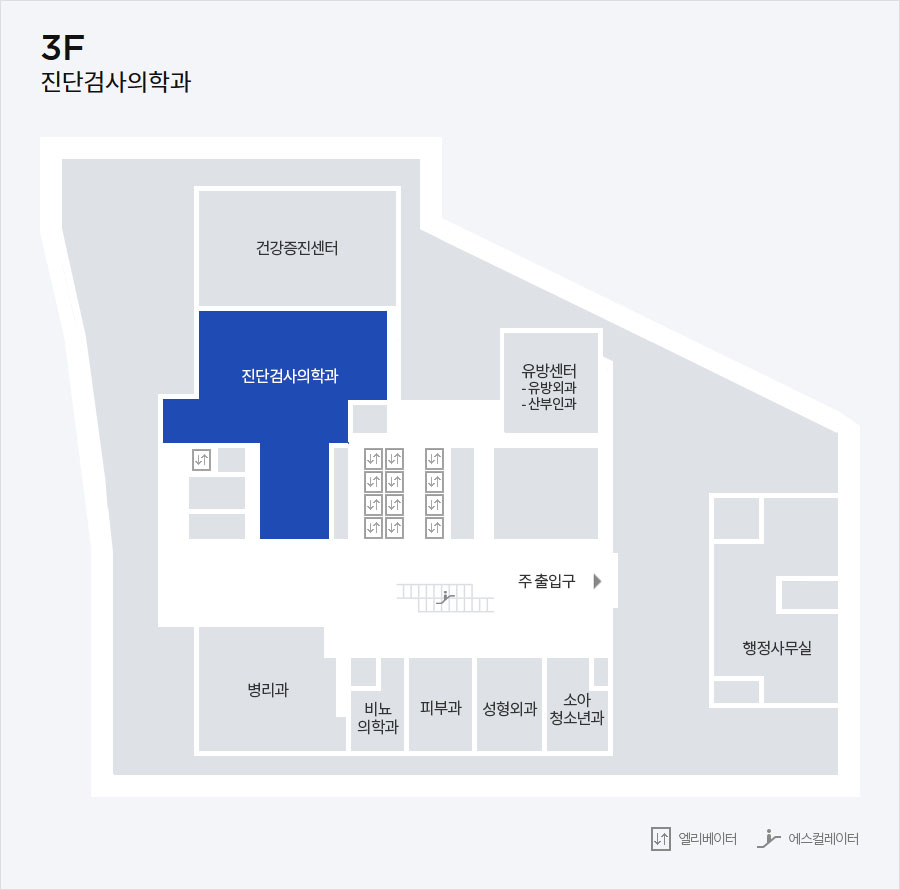 3F
진단검사의학과
건강증진센터
진단검사의학과
유방센터
- 유방외과
- 산부인과
주 출입구
행정사무실
병리과
비뇨
의학과
피부과
성형외과
소아
청소년과
엘리베이터
에스컬레이터